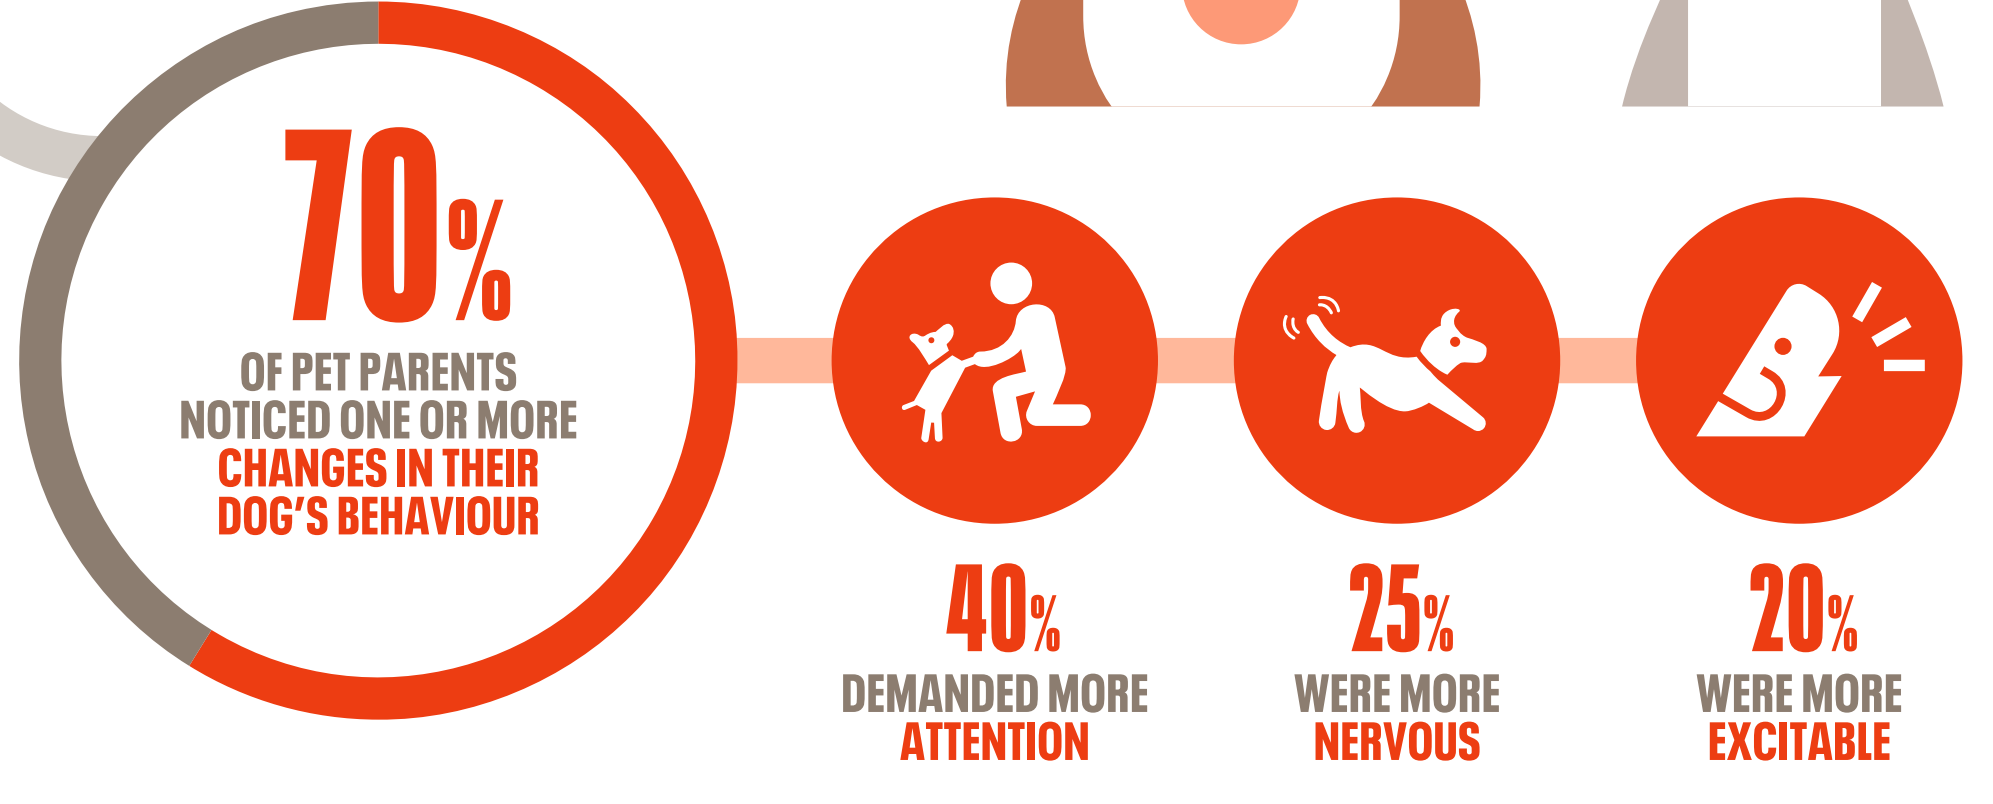 70%
OF PET PARENTS
NOTICED ONE OR MORE
CHANGES IN THEIR
DOG'S BEHAVIOUR
40%
DEMANDED MORE
ATTENTION
25%
WERE MORE
NERVOUS
20%
WERE MORE
EXCITABLE